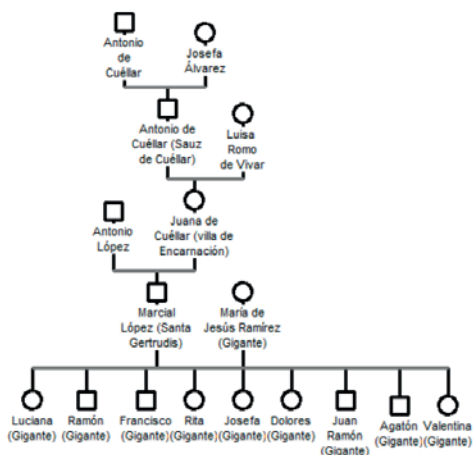 Antonio
de
Cuéllar
Josefa
Álvarez
Antonio de
Cuéllar (Sauz
de Cuéllar)
Luisa
Romo
de Vivar
Antonio
López
Juana de
Cuéllar (villa de
Encarnación)
Marcial
López (Santa
Gertrudis)
María de
Jesús Ramírez
(Gigante)
Luciana
(Gigante)
Ramón
(Gigante)
Francisco
(Gigante)
Rita
(Gigante)
Josefa
(Gigante)
Dolores
(Gigante)
Juan
Ramón
(Gigante)
Agatón
(Gigante)
Valentina
(Gigante)